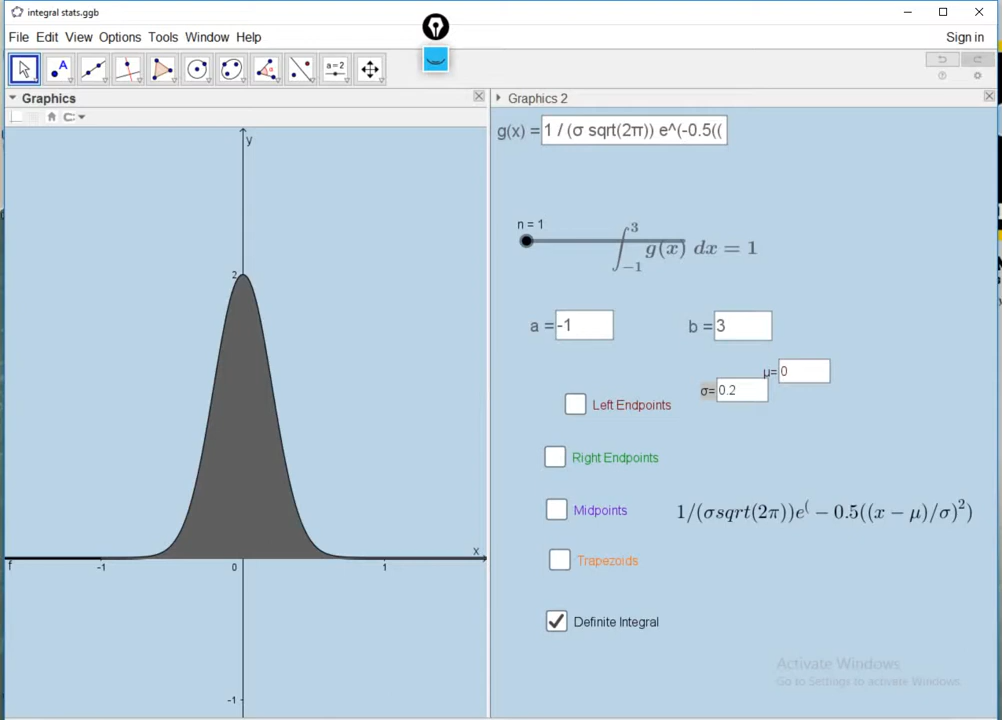 integral stats.ggb
File Edit View Options Tools Window Help Sign in
A a=2
Graphics
Graphics 2
g(x) = 1 / (σ sqrt(2π)) e^(-0.5((
n = 1
∫₋₁³ g(x) dx = 1
a = -1
b = 3
μ= 0
σ= 0.2
Left Endpoints
Right Endpoints
Midpoints
1/(σsqrt(2π))e⁽ − 0.5((x − μ)/σ)²)
Trapezoids
Definite Integral
y
2
f -1 0 1 x
-1
Activate Windows
Go to Settings to activate Windows.